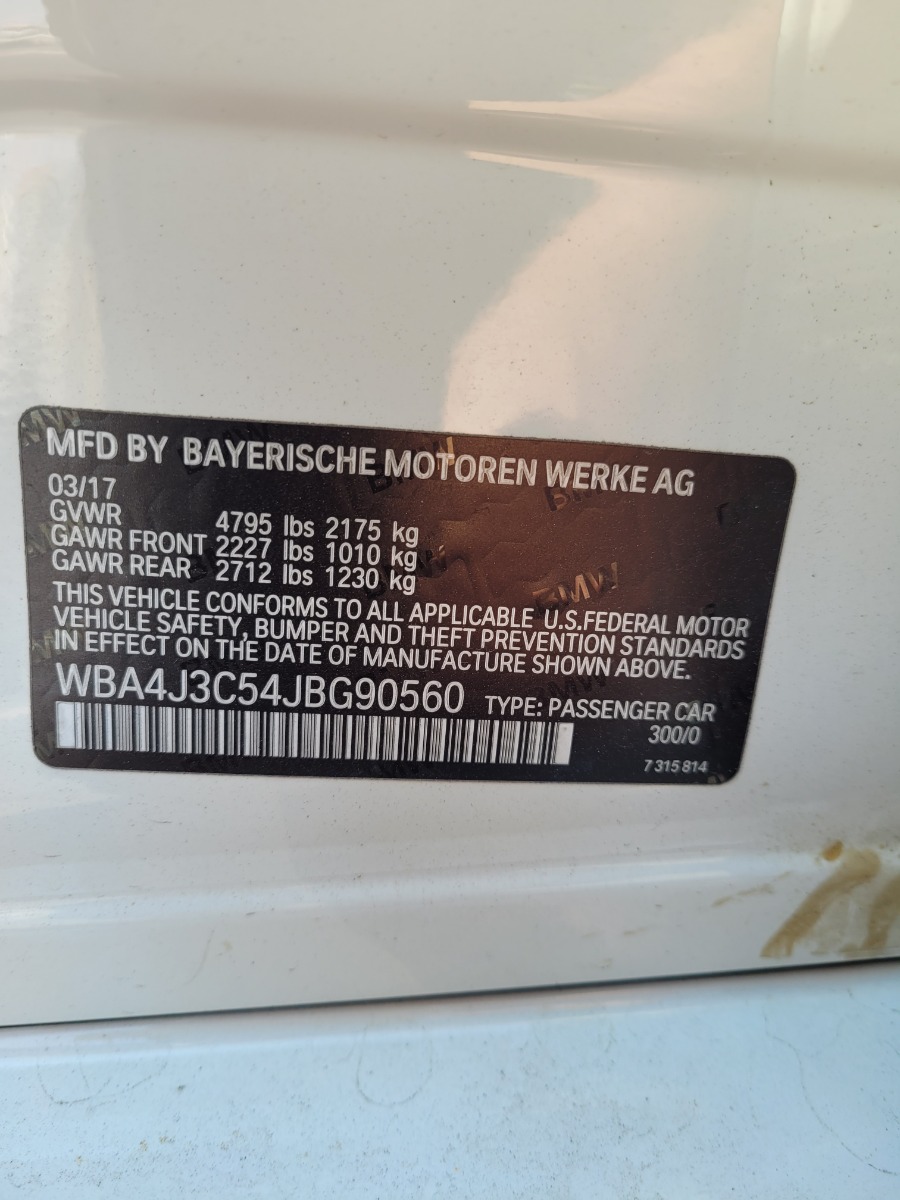 MFD BY BAYERISCHE MOTOREN WERKE AG
03/17
GVWR 4795 lbs 2175 kg
GAWR FRONT 2227 lbs 1010 kg
GAWR REAR 2712 lbs 1230 kg
THIS VEHICLE CONFORMS TO ALL APPLICABLE U.S.FEDERAL MOTOR
VEHICLE SAFETY, BUMPER AND THEFT PREVENTION STANDARDS
IN EFFECT ON THE DATE OF MANUFACTURE SHOWN ABOVE.
WBA4J3C54JBG90560 TYPE: PASSENGER CAR
300/0
7 315 814